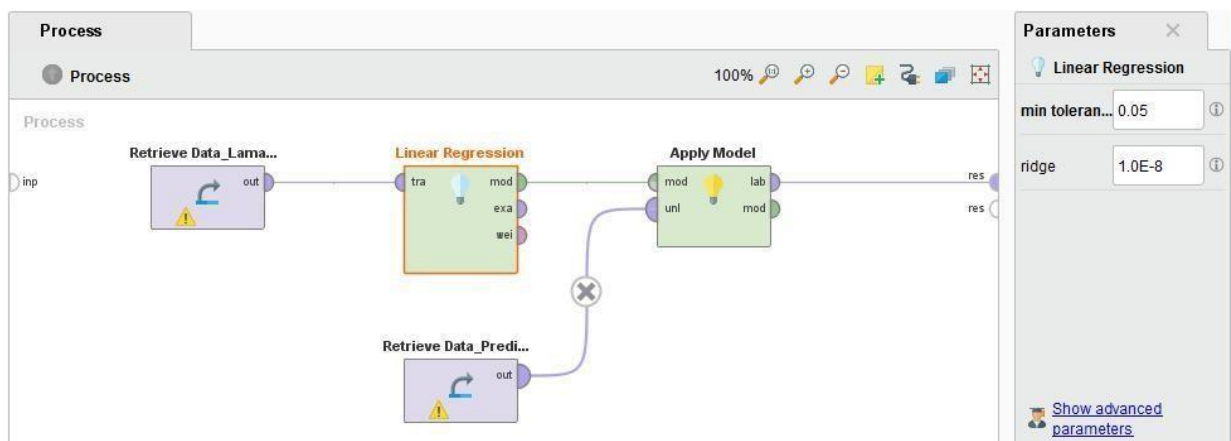 Process
Parameters
Process
100%
Linear Regression
min toleran... 0.05
ridge 1.0E-8
Process
inp
Retrieve Data_Lama...
out
Linear Regression
tra
mod
exa
wei
Apply Model
mod
lab
unl
mod
res
res
Retrieve Data_Predi...
out
Show advanced
parameters